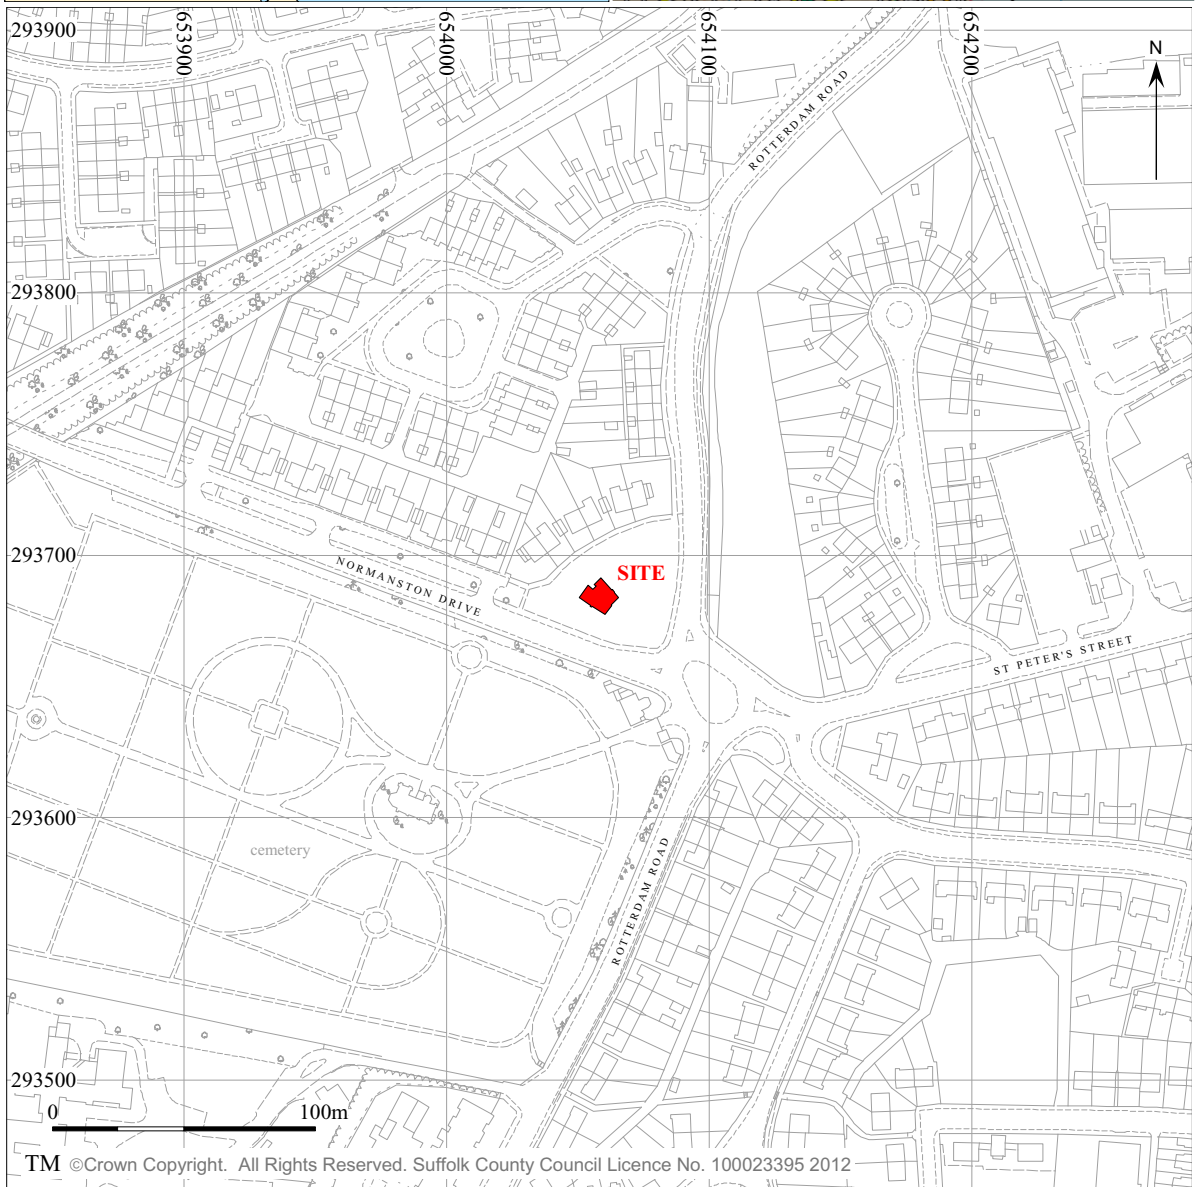 293900
653900
654000
654100
654200
N
ROTTERDAM ROAD
293800
293700
SITE
NORMANSTON DRIVE
ST PETER'S STREET
293600
cemetery
ROTTERDAM ROAD
293500
0 100m
TM ©Crown Copyright. All Rights Reserved. Suffolk County Council Licence No. 100023395 2012